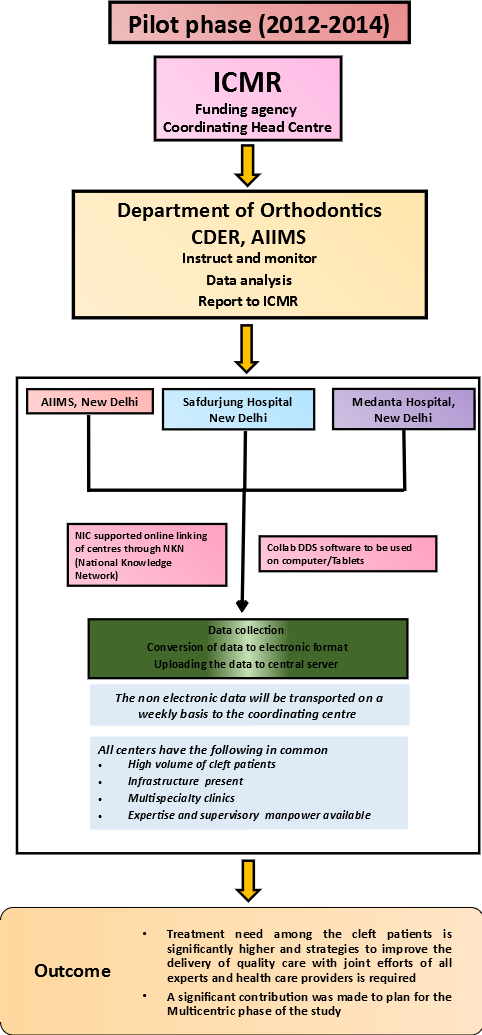 Pilot phase (2012-2014)
ICMR
Funding agency
Coordinating Head Centre
Department of Orthodontics
CDER, AIIMS
Instruct and monitor
Data analysis
Report to ICMR
AIIMS, New Delhi
Safdurjung Hospital
New Delhi
Medanta Hospital,
New Delhi
NIC supported online linking
of centres through NKN
(National Knowledge
Network)
Collab DDS software to be used
on computer/Tablets
Data collection
Conversion of data to electronic format
Uploading the data to central server
The non electronic data will be transported on a
weekly basis to the coordinating centre
All centers have the following in common
• High volume of cleft patients
• Infrastructure present
• Multispecialty clinics
• Expertise and supervisory manpower available
Outcome
• Treatment need among the cleft patients is
significantly higher and strategies to improve the
delivery of quality care with joint efforts of all
experts and health care providers is required
• A significant contribution was made to plan for the
Multicentric phase of the study